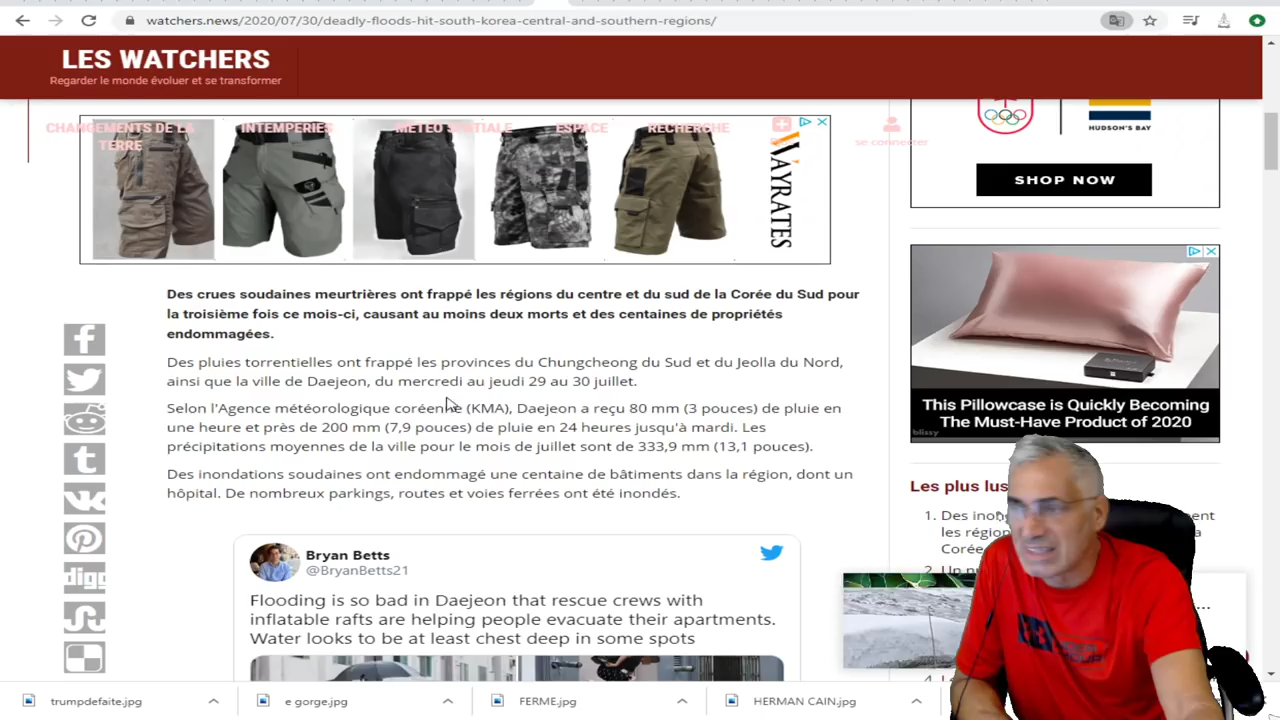 watchers.news/2020/07/30/deadly-floods-hit-south-korea-central-and-southern-regions/
LES WATCHERS
Regarder le monde évoluer et se transformer
CHANGEMENTS DE LA TERRE
INTEMPÉRIES
MÉTÉO SPATIALE
ESPACE
RECHERCHE
se connecter
WAYRATES
HUDSON'S BAY
SHOP NOW
Des crues soudaines meurtrières ont frappé les régions du centre et du sud de la Corée du Sud pour
la troisième fois ce mois-ci, causant au moins deux morts et des centaines de propriétés
endommagées.
Des pluies torrentielles ont frappé les provinces du Chungcheong du Sud et du Jeolla du Nord,
ainsi que la ville de Daejeon, du mercredi au jeudi 29 au 30 juillet.
Selon l'Agence météorologique coréenne (KMA), Daejeon a reçu 80 mm (3 pouces) de pluie en
une heure et près de 200 mm (7,9 pouces) de pluie en 24 heures jusqu'à mardi. Les
précipitations moyennes de la ville pour le mois de juillet sont de 333,9 mm (13,1 pouces).
Des inondations soudaines ont endommagé une centaine de bâtiments dans la région, dont un
hôpital. De nombreux parkings, routes et voies ferrées ont été inondés.
Bryan Betts
@BryanBetts21
Flooding is so bad in Daejeon that rescue crews with
inflatable rafts are helping people evacuate their apartments.
Water looks to be at least chest deep in some spots
digg
This Pillowcase is Quickly Becoming
The Must-Have Product of 2020
blissy
Les plus lus
1. Des
les
Corée
2. Un
trumpdefaite.jpg
e gorge.jpg
FERME.jpg
HERMAN CAIN.jpg